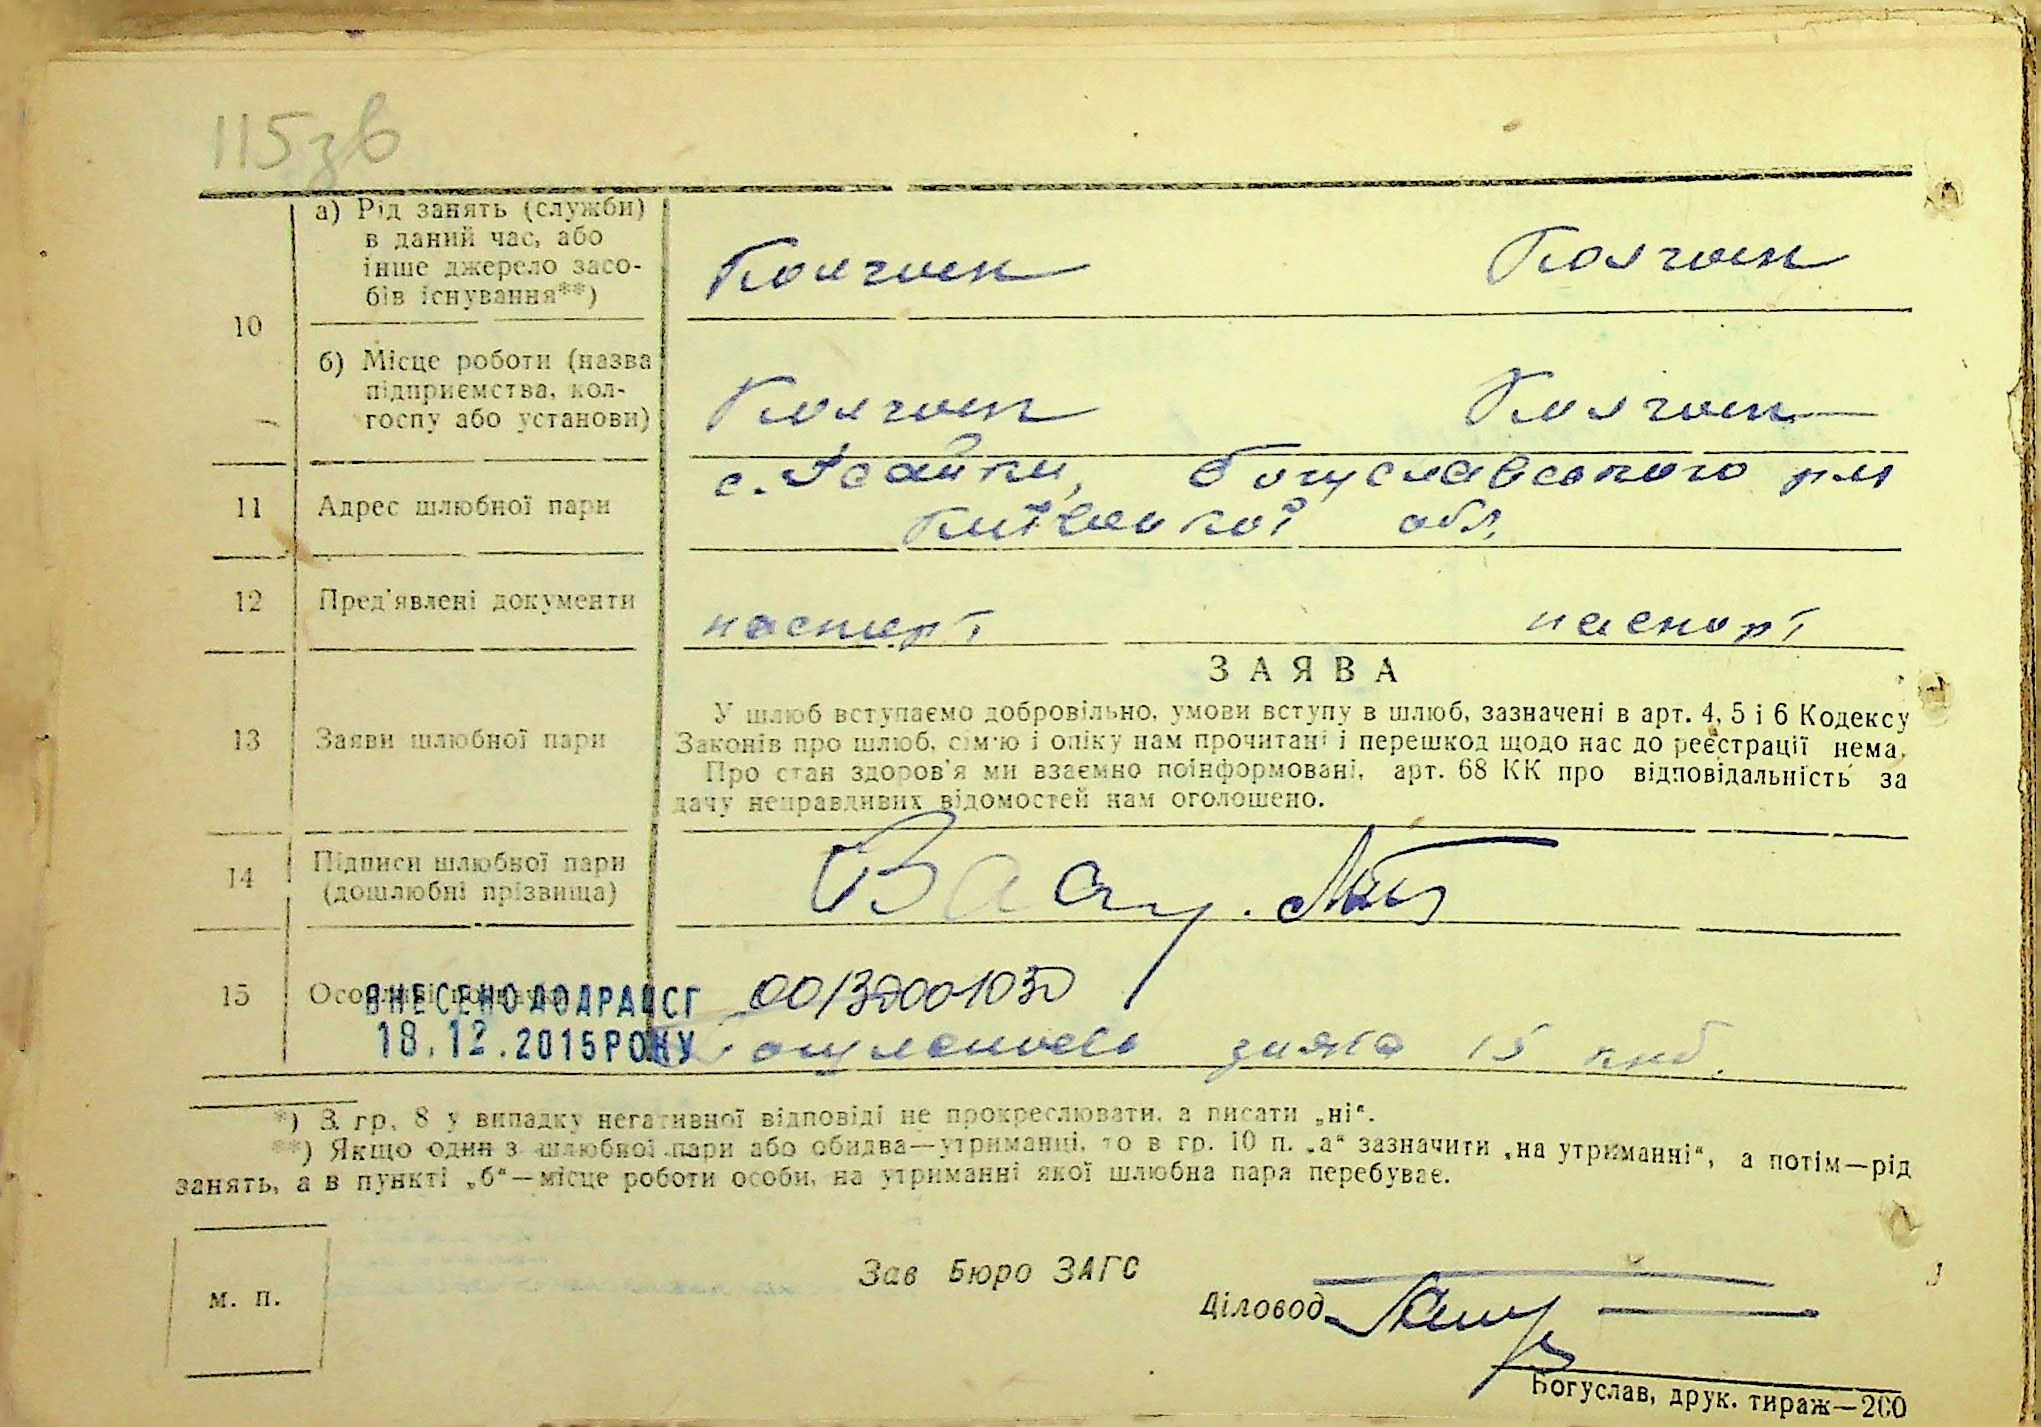 115зв
а) Рід занять (служби)
в даний час, або
інше джерело засо-
бів існування**)
Колгосп Колгосп
10
б) Місце роботи (назва
підприємства, кол-
госпу або установи)
Колгосп Колгосп
11 Адрес шлюбної пари
с. Ісайки, Богуславського р-ну
Київської обл.
12 Пред'явлені документи паспорт паспорт
ЗАЯВА
13 Заяви шлюбної пари
У шлюб вступаємо добровільно, умови вступу в шлюб, зазначені в арт. 4, 5 і 6 Кодексу
Законів про шлюб, сім'ю і опіку нам прочитані і перешкод щодо нас до реєстрації нема.
Про стан здоров'я ми взаємно поінформовані, арт. 68 КК про відповідальність за
дачу неправдивих відомостей нам оголошено.
14 Підписи шлюбної пари
(дошлюбні прізвища)
15 Особливі
ВНЕСЕНО ДО ДРАЦСГ 00138001030
18.12.2015 РОКУ
15 крб.
*) В гр. 8 у випадку негативної відповіді не прокреслювати, а писати „ні“.
**) Якщо один з шлюбної пари або обидва—утриманці, то в гр. 10 п. „а“ зазначити „на утриманні“, а потім—рід
занять, а в пункті „б“—місце роботи особи, на утриманні якої шлюбна пара перебуває.
м. п.
Зав Бюро ЗАГС
Діловод
Богуслав, друк. тираж—200